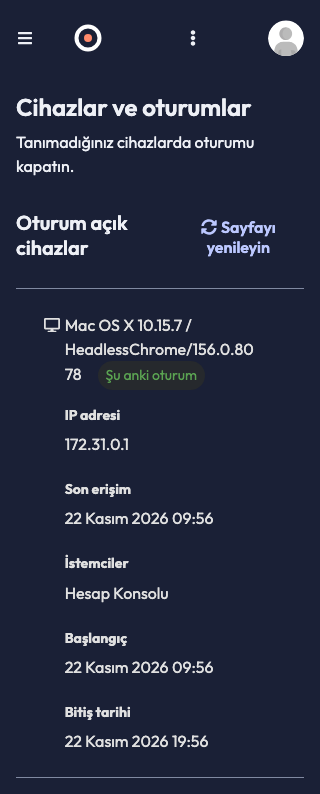 Cihazlar ve oturumlar
Tanımadığınız cihazlarda oturumu
kapatın.
Oturum açık
cihazlar
Sayfayı
yenileyin
Mac OS X 10.15.7 /
HeadlessChrome/156.0.80
78 Şu anki oturum
IP adresi
172.31.0.1
Son erişim
22 Kasım 2026 09:56
İstemciler
Hesap Konsolu
Başlangıç
22 Kasım 2026 09:56
Bitiş tarihi
22 Kasım 2026 19:56